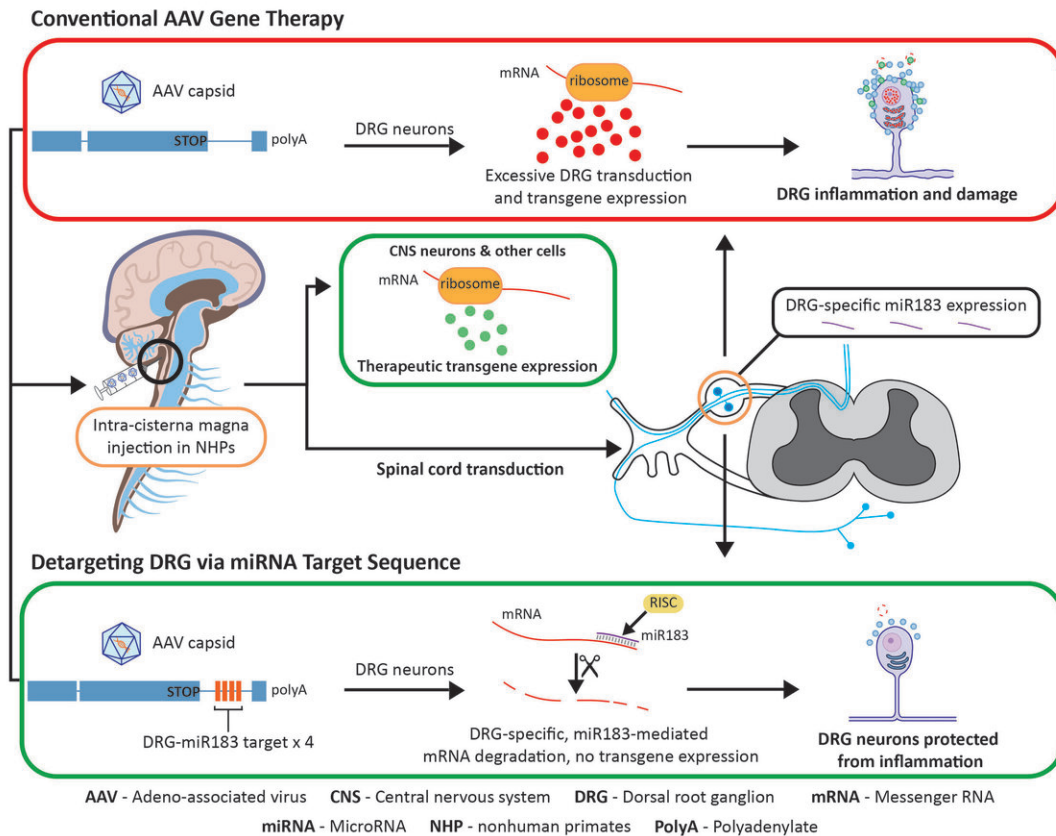 Conventional AAV Gene Therapy
AAV capsid
STOP
polyA
DRG neurons
mRNA
ribosome
Excessive DRG transduction
and transgene expression
DRG inflammation and damage
CNS neurons & other cells
mRNA
ribosome
Therapeutic transgene expression
DRG-specific miR183 expression
Intra-cisterna magna
injection in NHPs
Spinal cord transduction
Detargeting DRG via miRNA Target Sequence
AAV capsid
STOP
polyA
DRG-miR183 target x 4
DRG neurons
mRNA
RISC
miR183
DRG-specific, miR183-mediated
mRNA degradation, no transgene expression
DRG neurons protected
from inflammation
AAV - Adeno-associated virus CNS - Central nervous system DRG - Dorsal root ganglion mRNA - Messenger RNA
miRNA - MicroRNA NHP - nonhuman primates PolyA - Polyadenylate